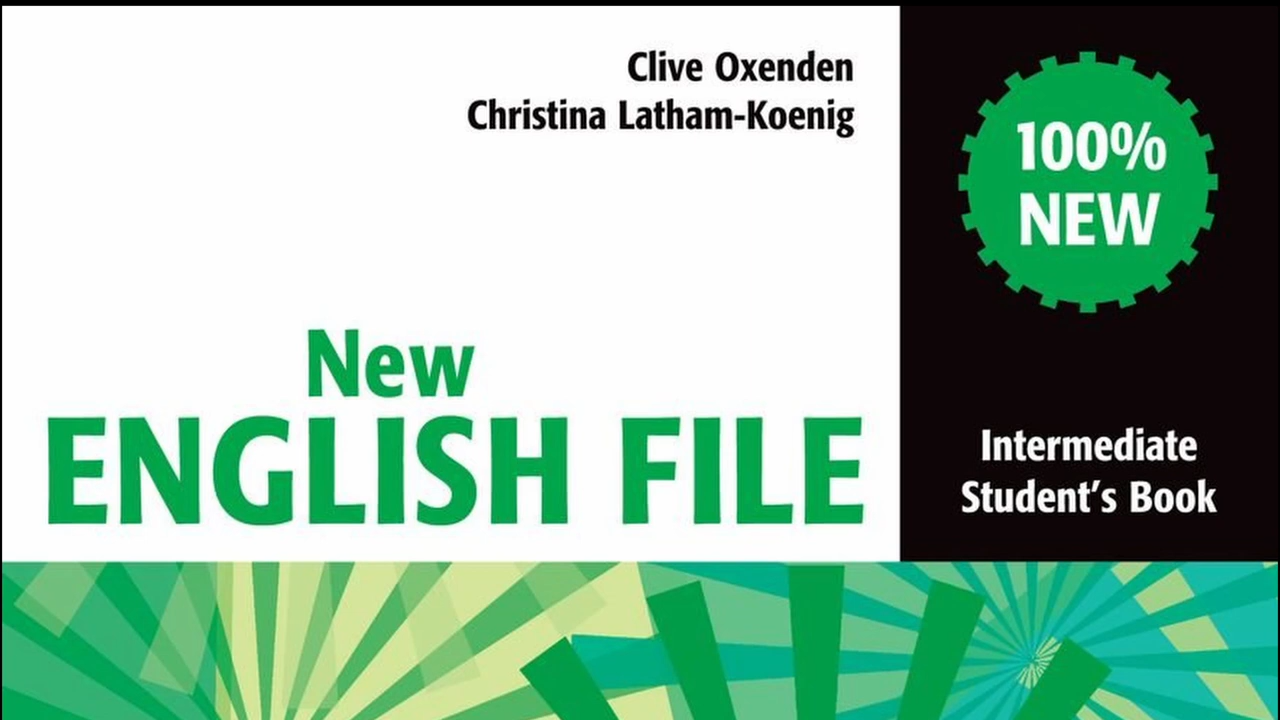 Clive Oxenden
Christina Latham-Koenig
100%
NEW
New
ENGLISH FILE
Intermediate
Student's Book